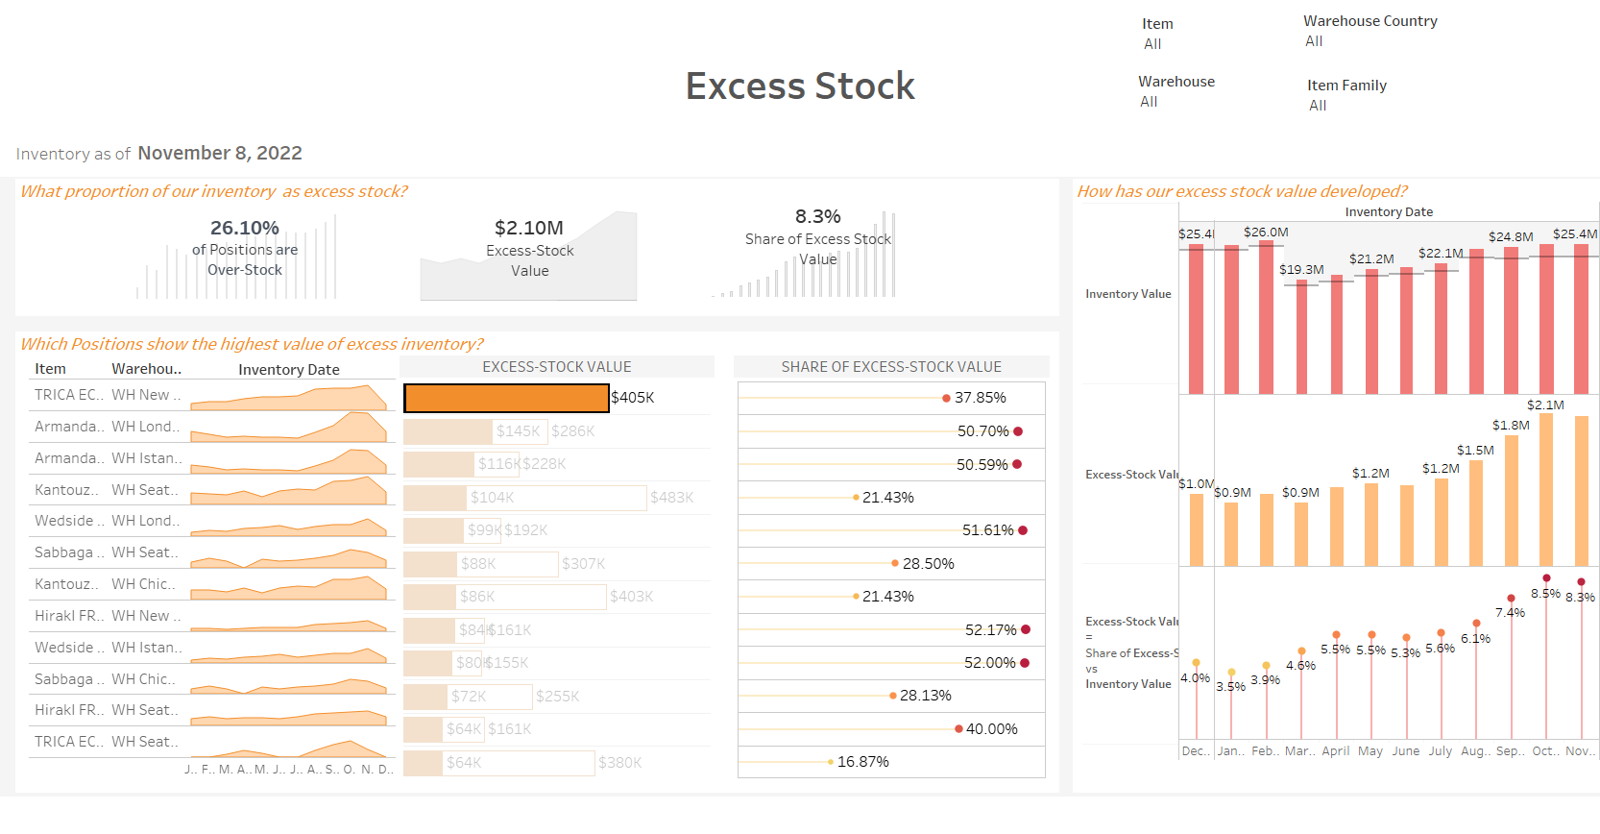 Item
All
Warehouse Country
All
Excess Stock
Warehouse
All
Item Family
All
Inventory as of November 8, 2022
What proportion of our inventory as excess stock?
26.10%
of Positions are
Over-Stock
$2.10M
Excess-Stock
Value
8.3%
Share of Excess Stock
Value
Which Positions show the highest value of excess inventory?
Item Warehou.. Inventory Date EXCESS-STOCK VALUE SHARE OF EXCESS-STOCK VALUE
TRICA EC.. WH New .. $405K 37.85%
Armanda.. WH Lond.. $145K $286K 50.70%
Armanda.. WH Istan.. $116K $228K 50.59%
Kantouz.. WH Seat.. $104K $483K 21.43%
Wedside .. WH Lond.. $99K $192K 51.61%
Sabbaga .. WH Seat.. $88K $307K 28.50%
Kantouz.. WH Chic.. $86K $403K 21.43%
Hirakl FR.. WH New .. $84K $161K 52.17%
Wedside .. WH Istan.. $80K $155K 52.00%
Sabbaga .. WH Chic.. $72K $255K 28.13%
Hirakl FR.. WH Seat.. $64K $161K 40.00%
TRICA EC.. WH Seat.. $64K $380K 16.87%
J.. F.. M. A.. M. J.. J.. A.. S.. O. N. D..
How has our excess stock value developed?
Inventory Date
Inventory Value
$25.4 $26.0M $19.3M $21.2M $22.1M $24.8M $25.4M
Excess-Stock Valu
$1.0M $0.9M $0.9M $1.2M $1.2M $1.5M $1.8M $2.1M
Excess-Stock Valu
=
Share of Excess-S
vs
Inventory Value
4.0% 3.5% 3.9% 4.6% 5.5% 5.5% 5.3% 5.6% 6.1% 7.4% 8.5% 8.3%
Dec.. Jan.. Feb.. Mar.. April May June July Aug.. Sep.. Oct.. Nov..